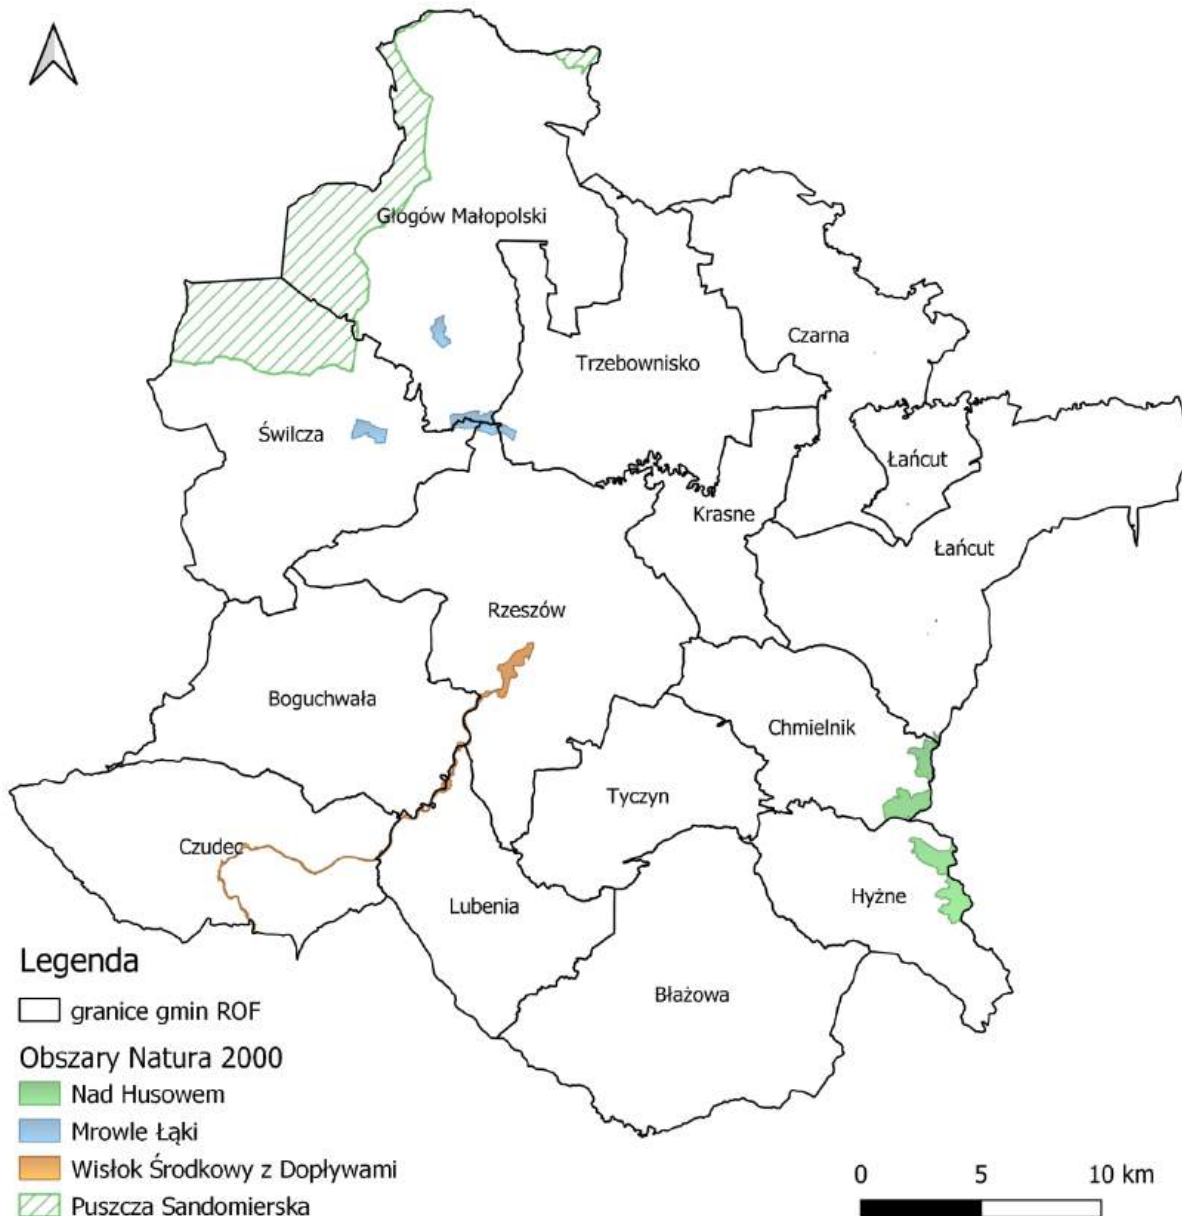 Głogów Małopolski
Czarna
Trzebownisko
Świlcza
Łańcut
Krasne
Łańcut
Rzeszów
Boguchwała
Chmielnik
Tyczyn
Czudec
Hyżne
Lubenia
Błażowa
Legenda
granice gmin ROF
Obszary Natura 2000
Nad Husowem
Mrowle Łąki
Wisłok Środkowy z Dopływami
Puszcza Sandomierska
0 5 10 km